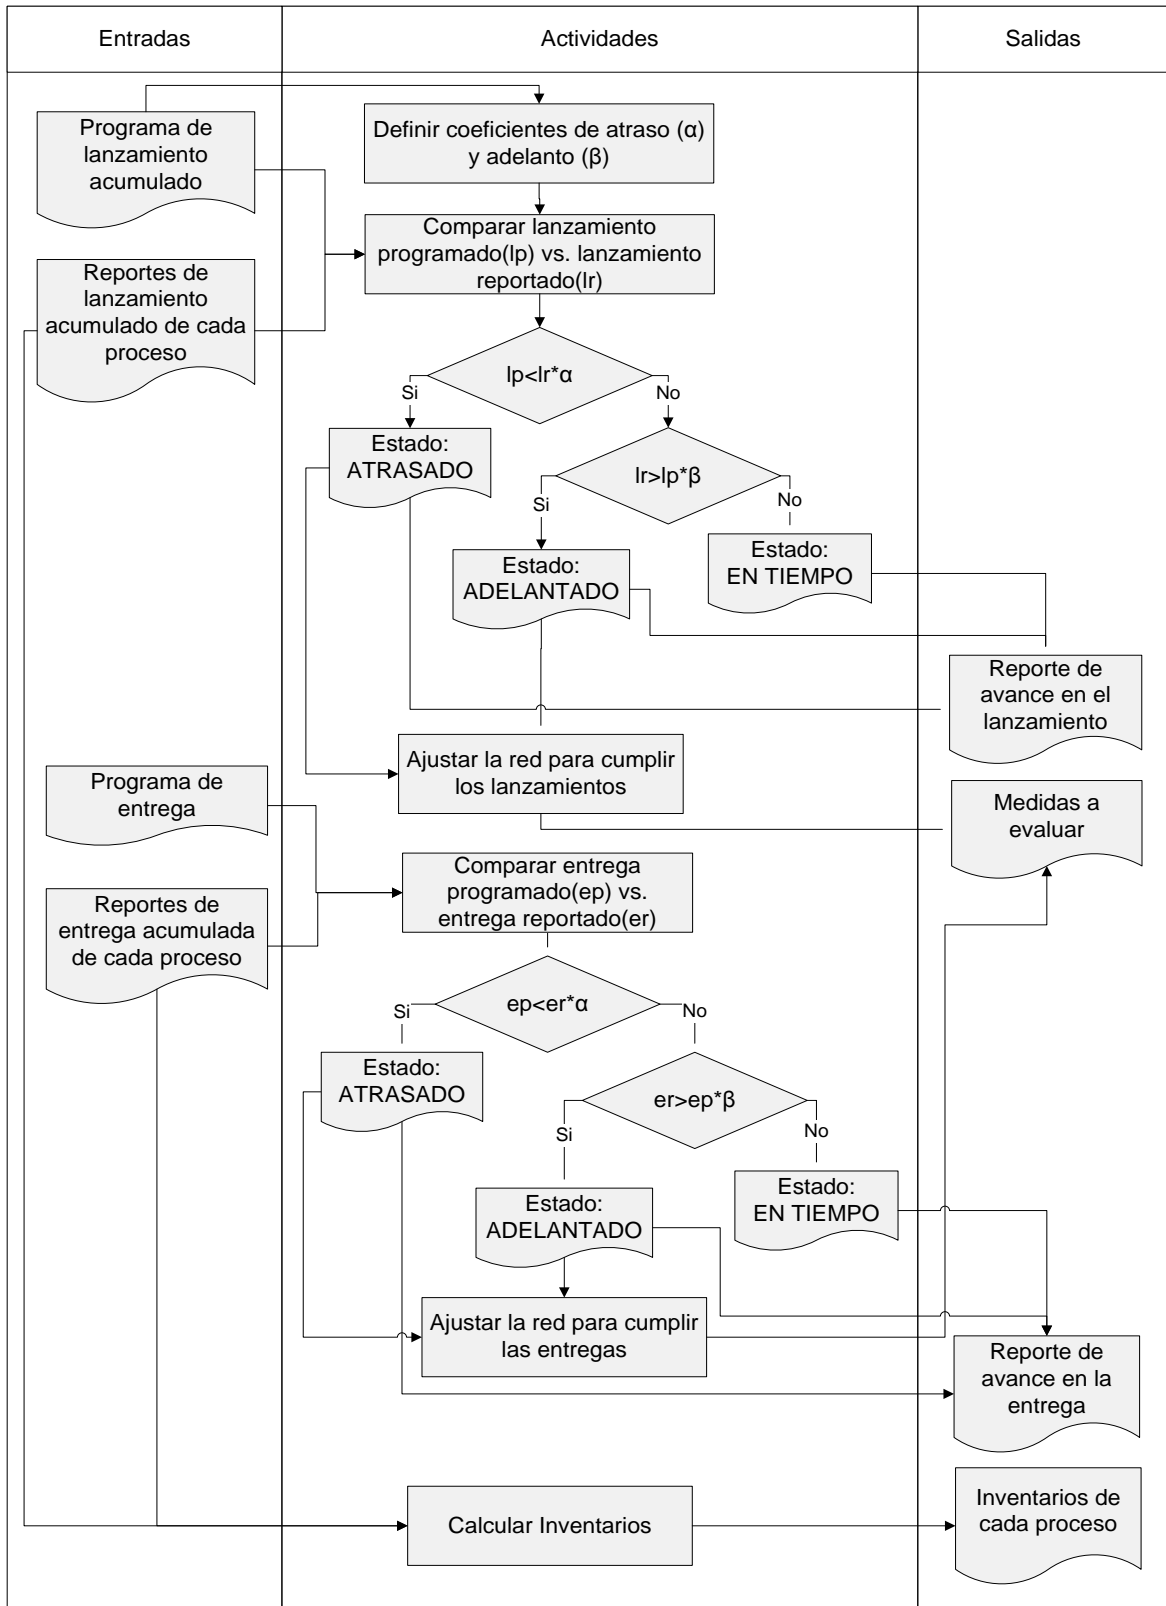 Entradas
Actividades
Salidas
Programa de
lanzamiento
acumulado
Definir coeficientes de atraso (α)
y adelanto (β)
Comparar lanzamiento
programado(lp) vs. lanzamiento
reportado(lr)
Reportes de
lanzamiento
acumulado de cada
proceso
lp<lr*α
Si
No
Estado:
ATRASADO
lr>lp*β
Si
No
Estado:
ADELANTADO
Estado:
EN TIEMPO
Reporte de
avance en el
lanzamiento
Ajustar la red para cumplir
los lanzamientos
Programa de
entrega
Medidas a
evaluar
Comparar entrega
programado(ep) vs.
entrega reportado(er)
Reportes de
entrega acumulada
de cada proceso
ep<er*α
Si
No
Estado:
ATRASADO
er>ep*β
Si
No
Estado:
ADELANTADO
Estado:
EN TIEMPO
Ajustar la red para cumplir
las entregas
Reporte de
avance en la
entrega
Calcular Inventarios
Inventarios de
cada proceso